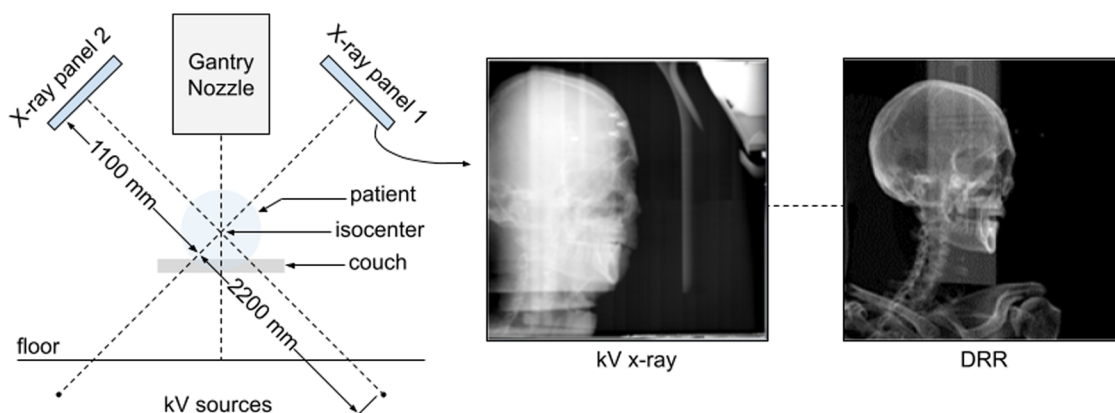 X-ray panel 2
Gantry
Nozzle
X-ray panel 1
1100 mm
patient
isocenter
couch
2200 mm
floor
kV sources
kV x-ray
DRR